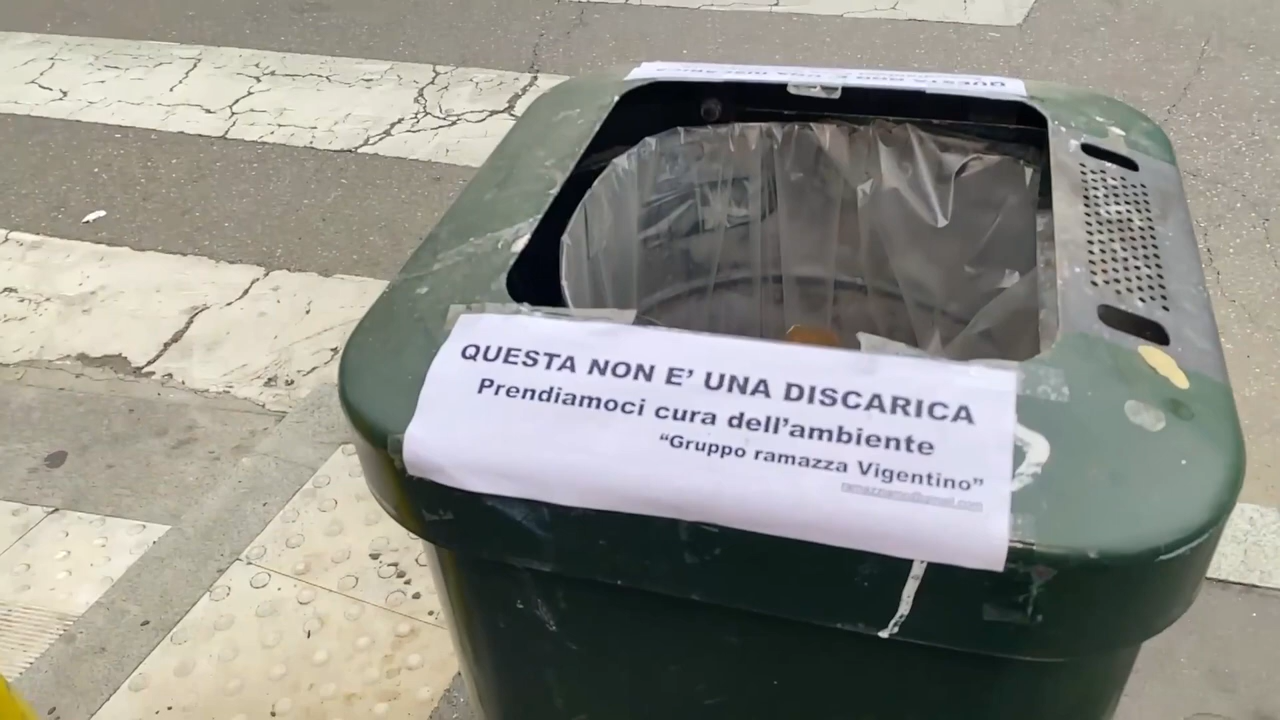 QUESTA NON E’ UNA DISCARICA
Prendiamoci cura dell’ambiente
“Gruppo ramazza Vigentino”